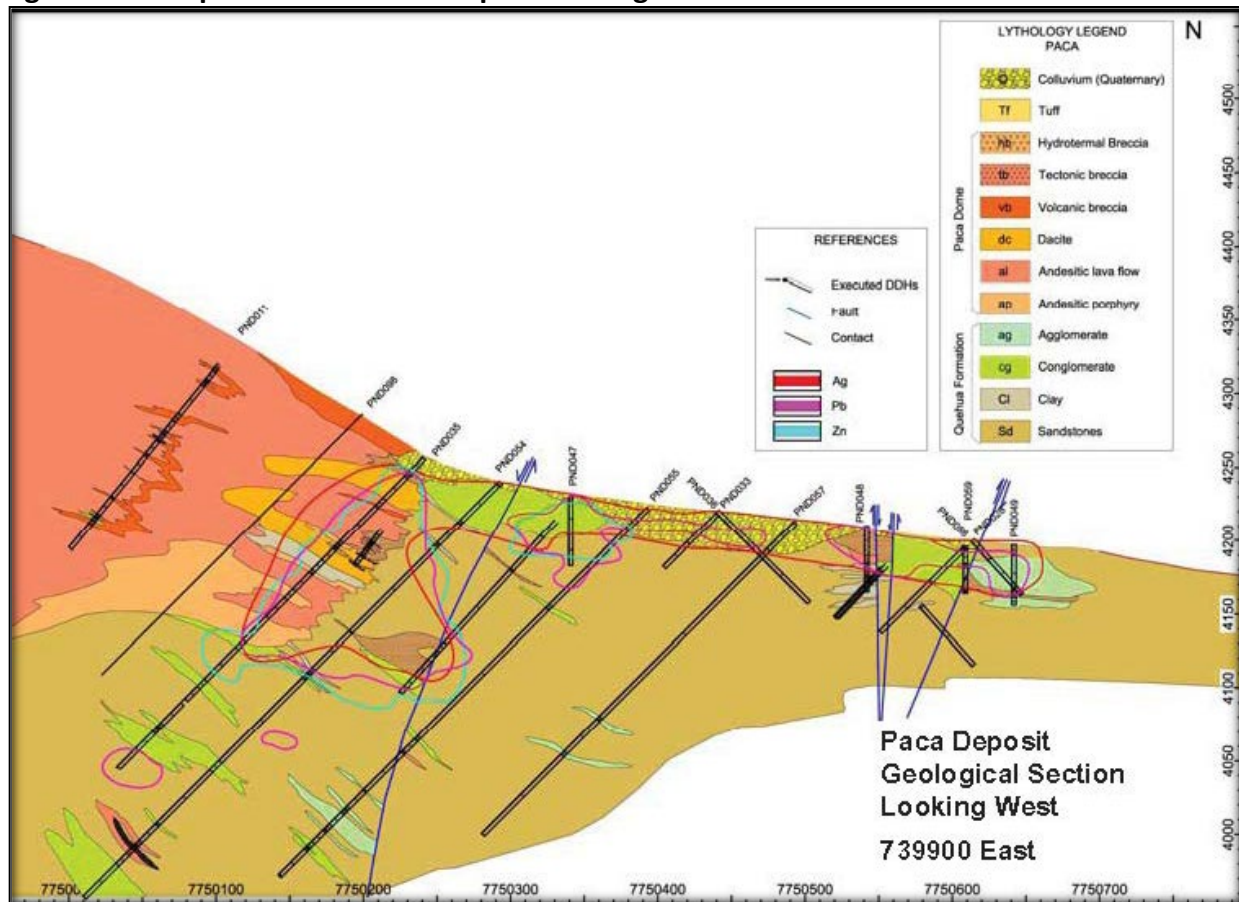 LYTHOLOGY LEGEND
PACA
N
Q Colluvium (Quaternary)
Tf Tuff
Paca Dome
hb Hydrotermal Breccia
tb Tectonic breccia
vb Volcanic breccia
dc Dacite
al Andesitic lava flow
ap Andesitic porphyry
Quehua Formation
ag Agglomerate
cg Conglomerate
Cl Clay
Sd Sandstones
REFERENCES
Executed DDHs
Fault
Contact
Ag
Pb
Zn
PND011
PND098
PND035
PND054
PND047
PND055
PND036
PND033
PND057
PND048
PND059
PND049
4500
4450
4400
4350
4300
4250
4200
4150
4100
4050
4000
Paca Deposit
Geological Section
Looking West
739900 East
775000
7750100
7750200
7750300
7750400
7750500
7750600
7750700